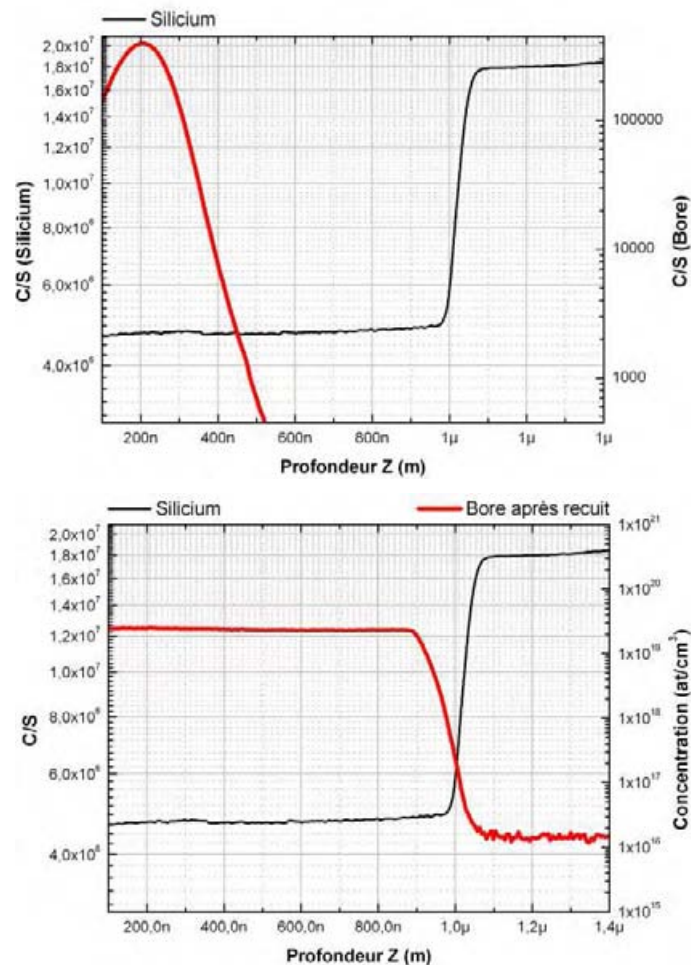 Silicium
2,0x10⁷
1,8x10⁷
1,6x10⁷
1,4x10⁷
1,2x10⁷
1,0x10⁷
8,0x10⁶
5,0x10⁶
4,0x10⁶
C/S (Silicium)
100000
10000
1000
C/S (Bore)
200n 400n 600n 800n 1µ 1µ 1µ
Profondeur Z (m)
Silicium Bore après recuit
2,0x10⁷
1,8x10⁷
1,6x10⁷
1,4x10⁷
1,2x10⁷
1,0x10⁷
8,0x10⁶
6,0x10⁶
4,0x10⁶
C/S
1x10²¹
1x10²⁰
1x10¹⁹
1x10¹⁸
1x10¹⁷
1x10¹⁶
1x10¹⁵
Concentration (at/cm³)
200,0n 400,0n 600,0n 800,0n 1,0µ 1,2µ 1,4µ
Profondeur Z (m)